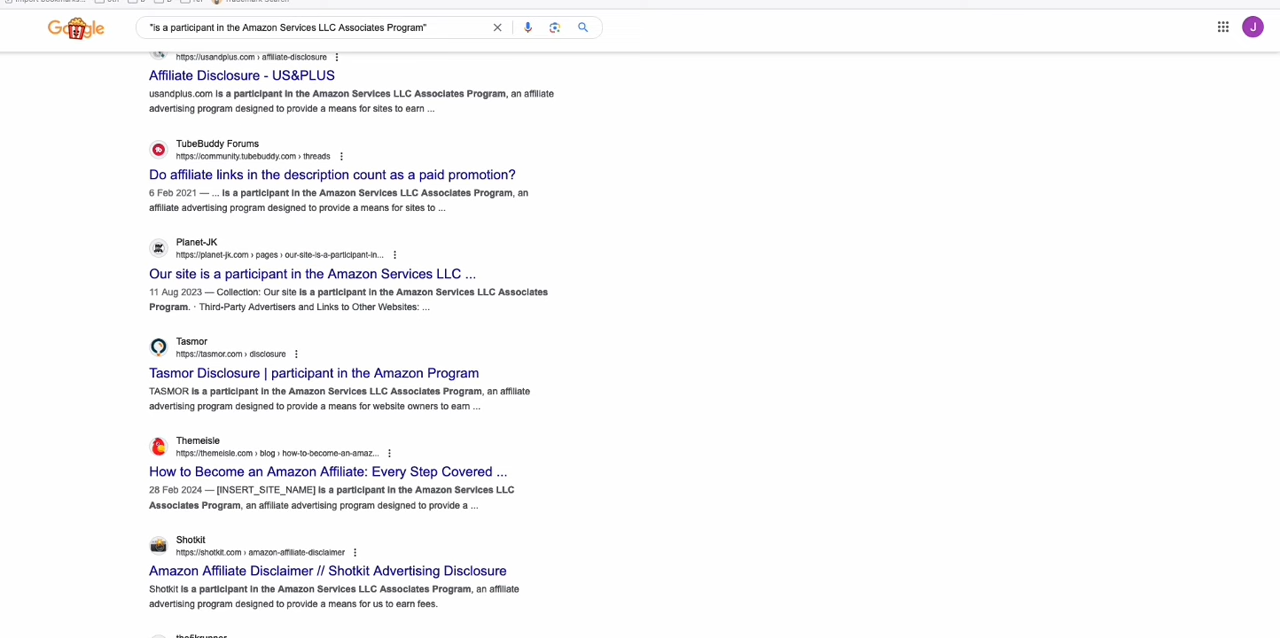 Google
"is a participant in the Amazon Services LLC Associates Program"
J
https://usandplus.com › affiliate-disclosure
Affiliate Disclosure - US&PLUS
usandplus.com is a participant in the Amazon Services LLC Associates Program, an affiliate
advertising program designed to provide a means for sites to earn ...
TubeBuddy Forums
https://community.tubebuddy.com › threads
Do affiliate links in the description count as a paid promotion?
6 Feb 2021 — ... is a participant in the Amazon Services LLC Associates Program, an
affiliate advertising program designed to provide a means for sites to ...
Planet-JK
https://planet-jk.com › pages › our-site-is-a-participant-in...
Our site is a participant in the Amazon Services LLC ...
11 Aug 2023 — Collection: Our site is a participant in the Amazon Services LLC Associates
Program. · Third-Party Advertisers and Links to Other Websites: ...
Tasmor
https://tasmor.com › disclosure
Tasmor Disclosure | participant in the Amazon Program
TASMOR is a participant in the Amazon Services LLC Associates Program, an affiliate
advertising program designed to provide a means for website owners to earn ...
Themeisle
https://themeisle.com › blog › how-to-become-an-amaz...
How to Become an Amazon Affiliate: Every Step Covered ...
28 Feb 2024 — [INSERT_SITE_NAME] is a participant in the Amazon Services LLC
Associates Program, an affiliate advertising program designed to provide a ...
Shotkit
https://shotkit.com › amazon-affiliate-disclaimer
Amazon Affiliate Disclaimer // Shotkit Advertising Disclosure
Shotkit is a participant in the Amazon Services LLC Associates Program, an affiliate
advertising program designed to provide a means for us to earn fees.